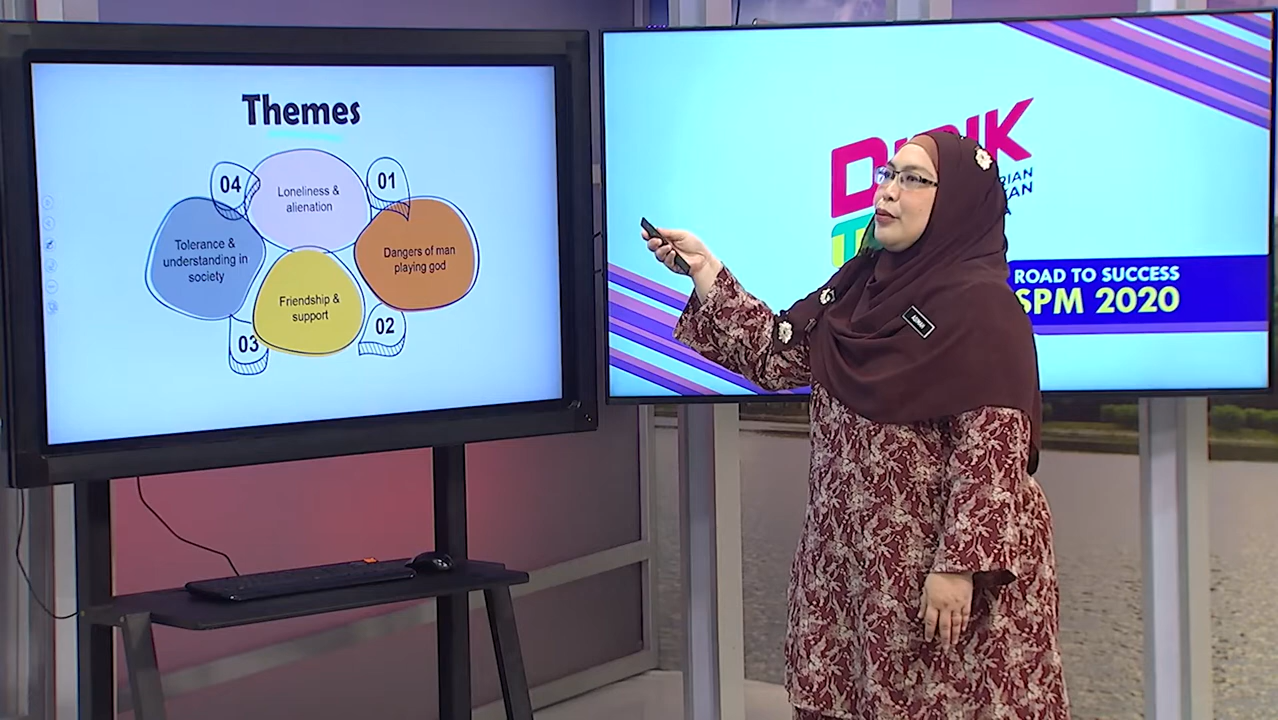 Themes
04
Loneliness &
alienation
01
Tolerance &
understanding in
society
Dangers of man
playing god
Friendship &
support
03
02
ROAD TO SUCCESS
SPM 2020